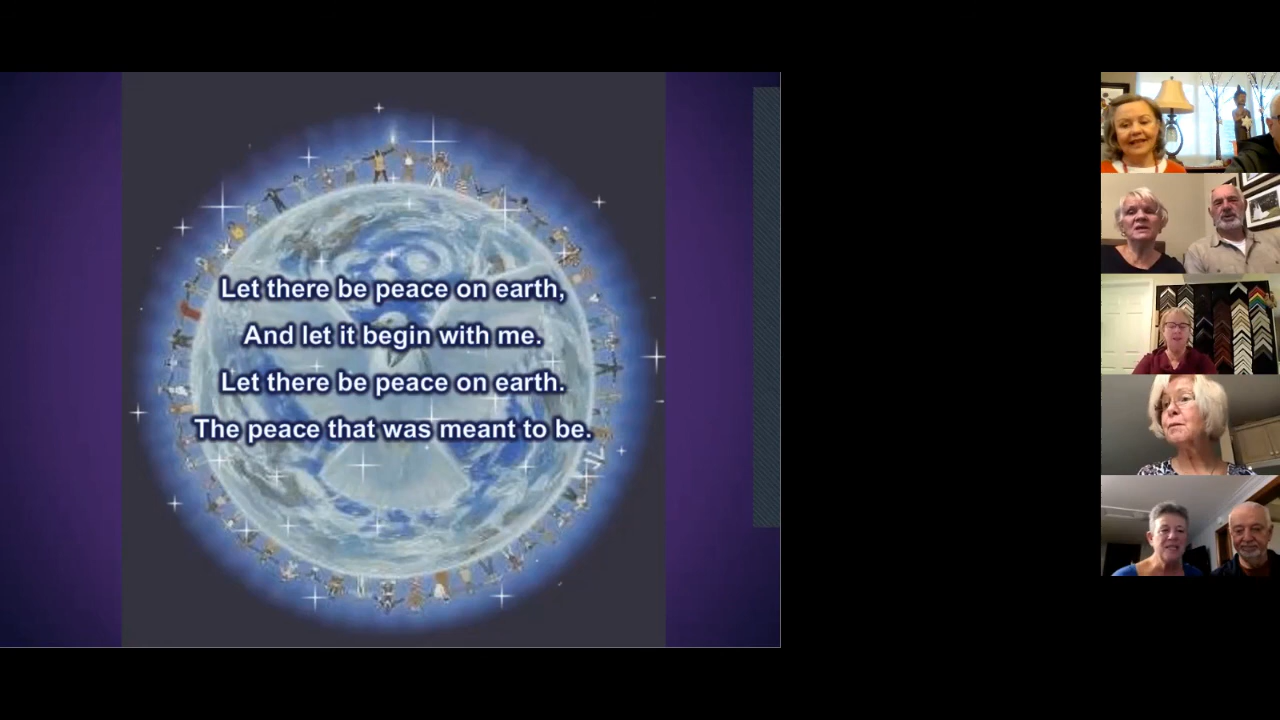 Let there be peace on earth,
And let it begin with me.
Let there be peace on earth.
The peace that was meant to be.